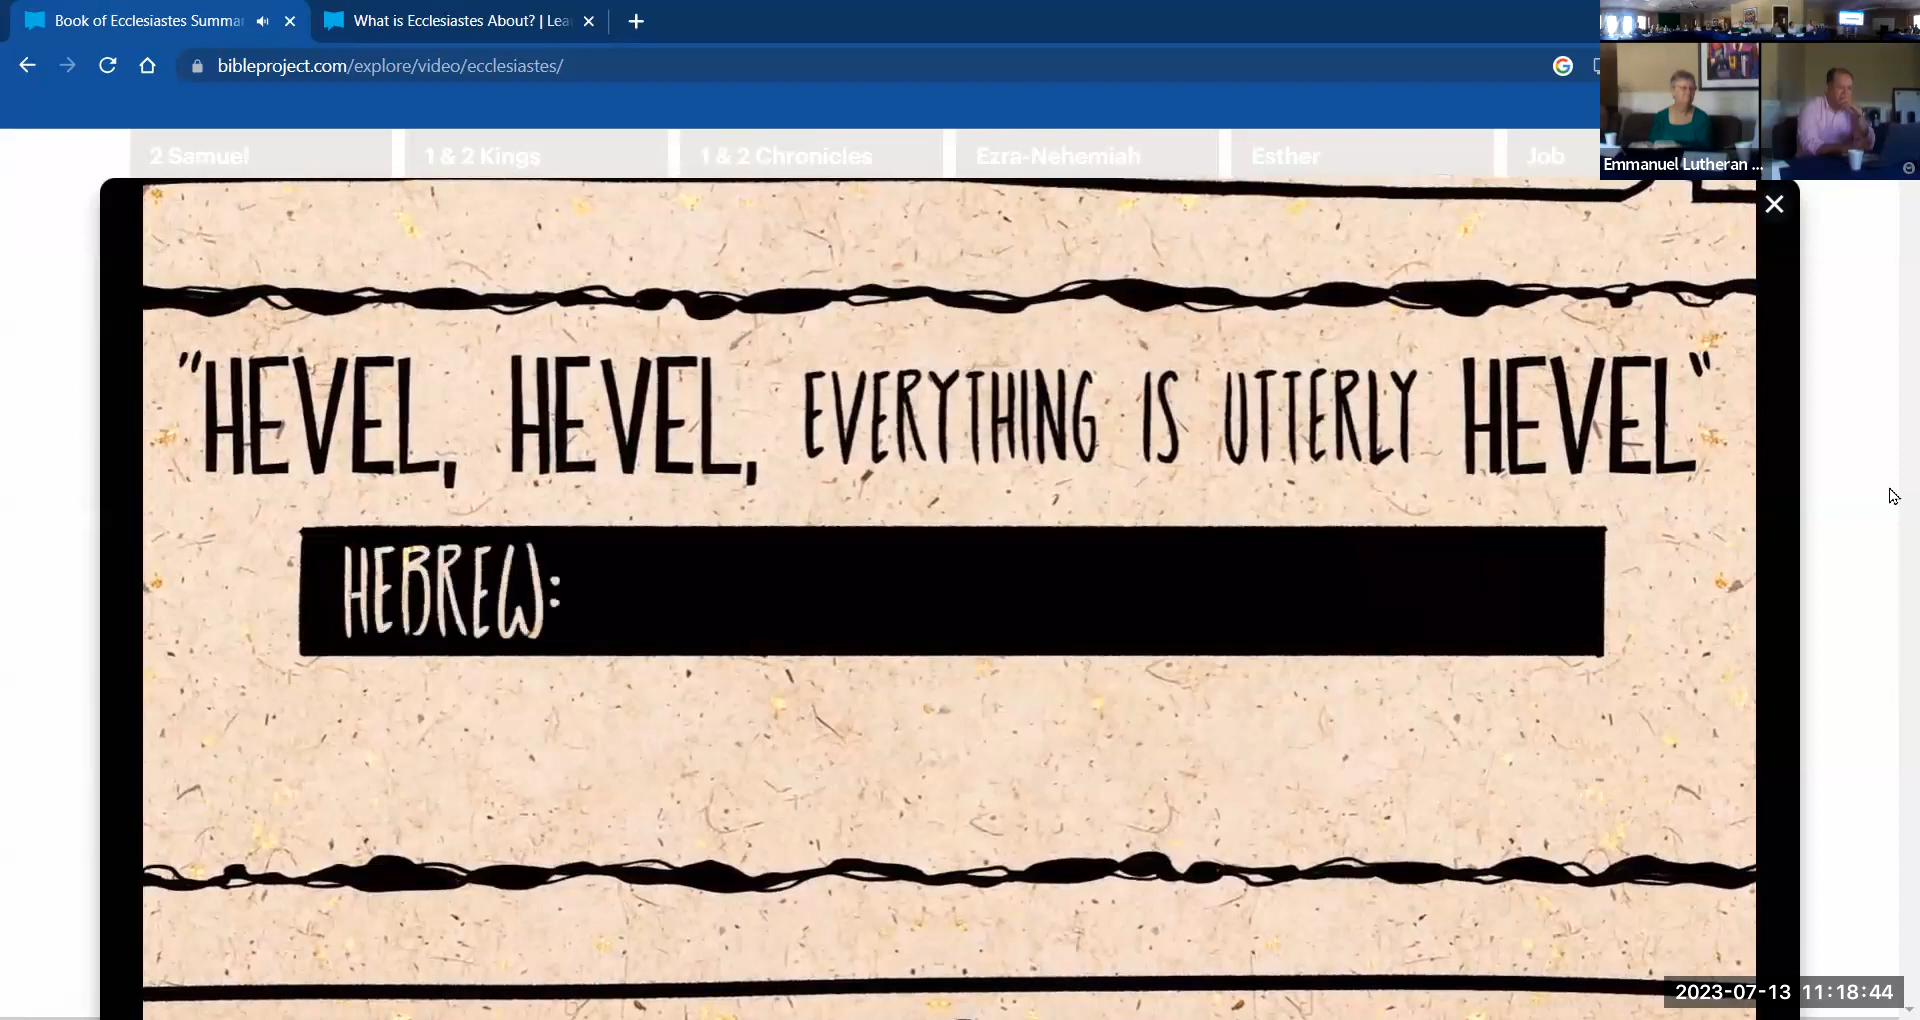 Book of Ecclesiastes Summa
What is Ecclesiastes About? | Lea
bibleproject.com/explore/video/ecclesiastes/
2 Samuel
1 & 2 Kings
1 & 2 Chronicles
Ezra-Nehemiah
Esther
Job
Emmanuel Lutheran ...
"HEVEL, HEVEL, EVERYTHING IS UTTERLY HEVEL"
HEBREW:
2023-07-13 11:18:44